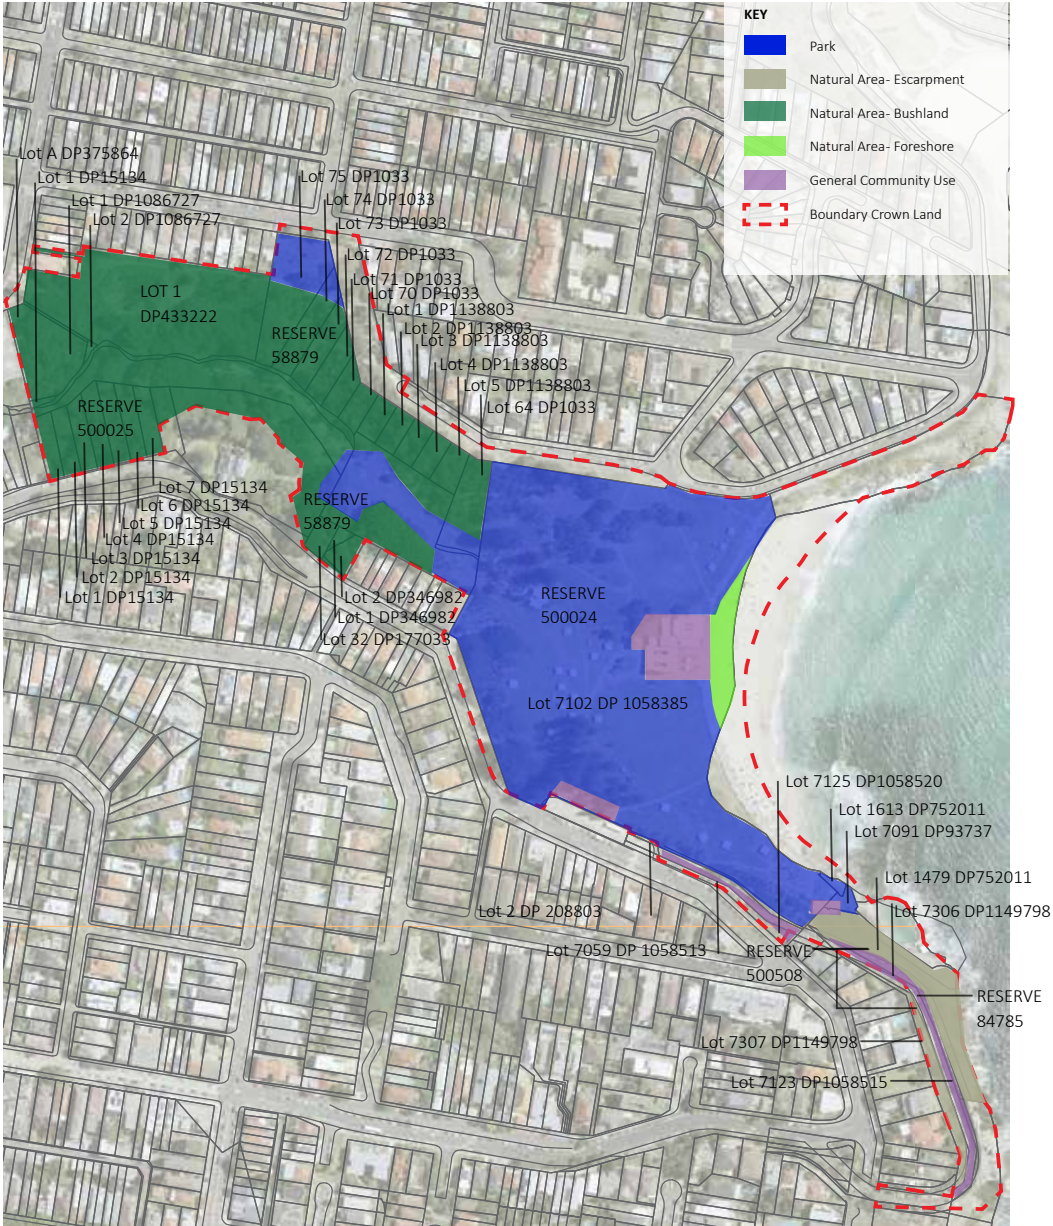 KEY
Park
Natural Area- Escarpment
Natural Area- Bushland
Natural Area- Foreshore
General Community Use
Boundary Crown Land
Lot A DP375864
Lot 1 DP15134
Lot 1 DP1086727
Lot 2 DP1086727
Lot 75 DP1033
Lot 74 DP1033
Lot 73 DP1033
Lot 72 DP1033
Lot 71 DP1033
Lot 70 DP1033
Lot 1 DP1138803
Lot 2 DP1138803
Lot 3 DP1138803
Lot 4 DP1138803
Lot 5 DP1138803
Lot 64 DP1033
LOT 1
DP433222
RESERVE
58879
RESERVE
500025
Lot 7 DP15134
Lot 6 DP15134
Lot 5 DP15134
Lot 4 DP15134
Lot 3 DP15134
Lot 2 DP15134
Lot 1 DP15134
RESERVE
58879
Lot 2 DP346982
Lot 1 DP346982
Lot 32 DP177033
RESERVE
500024
Lot 7102 DP 1058385
Lot 7125 DP1058520
Lot 1613 DP752011
Lot 7091 DP93737
Lot 1479 DP752011
Lot 7306 DP1149798
Lot 2 DP 208803
Lot 7059 DP 1058513
RESERVE
500508
RESERVE
84785
Lot 7307 DP1149798
Lot 7123 DP1058515